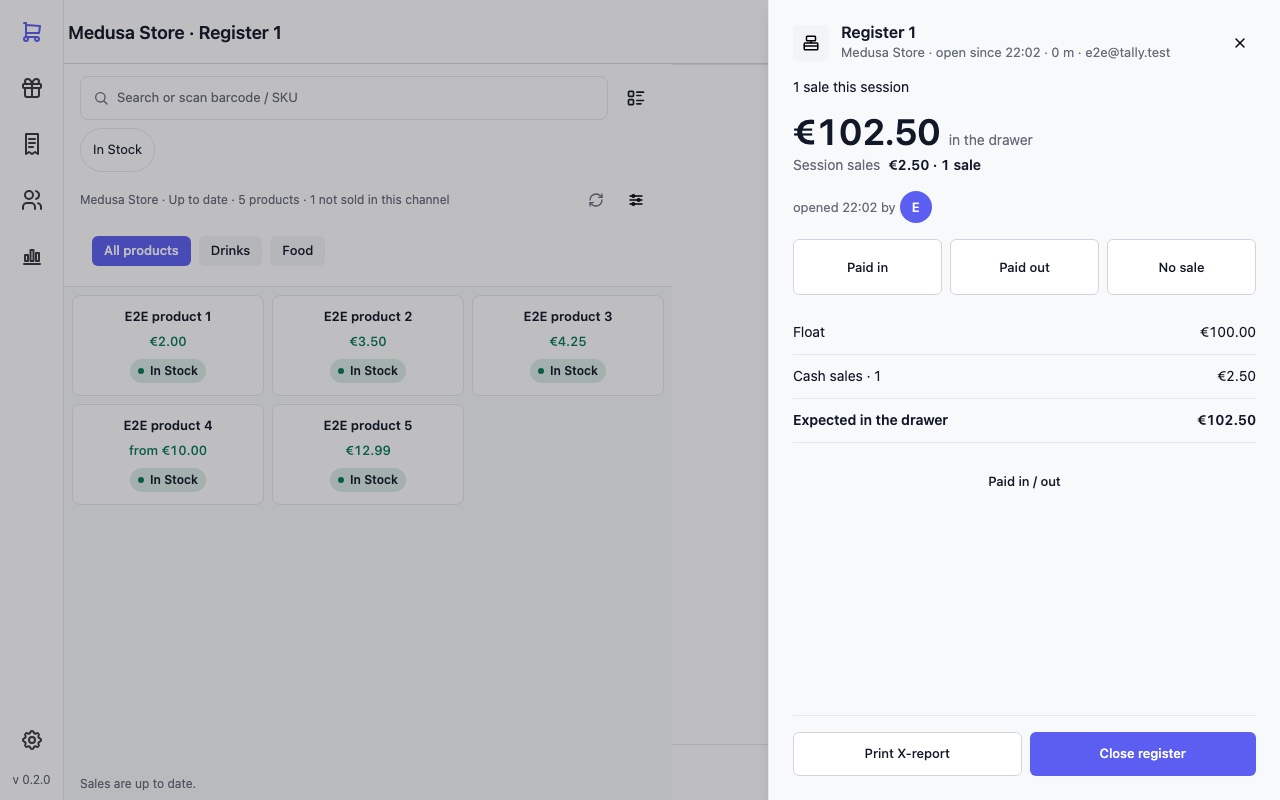 Medusa Store · Register 1
Search or scan barcode / SKU
In Stock
Medusa Store · Up to date · 5 products · 1 not sold in this channel
All products
Drinks
Food
E2E product 1
€2.00
In Stock
E2E product 2
€3.50
In Stock
E2E product 3
€4.25
In Stock
E2E product 4
from €10.00
In Stock
E2E product 5
€12.99
In Stock
v 0.2.0
Sales are up to date.
Register 1
Medusa Store · open since 22:02 · 0 m · e2e@tally.test
1 sale this session
€102.50 in the drawer
Session sales €2.50 · 1 sale
opened 22:02 by E
Paid in
Paid out
No sale
Float €100.00
Cash sales · 1 €2.50
Expected in the drawer €102.50
Paid in / out
Print X-report
Close register